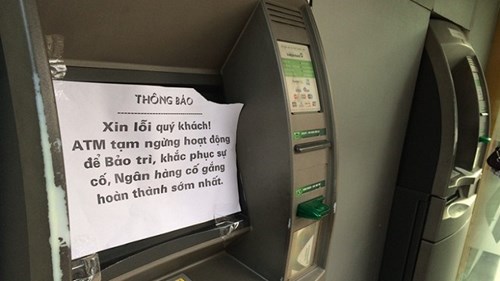 THÔNG BÁO
Xin lỗi quý khách!
ATM tạm ngừng hoạt động
để Bảo trì, khắc phục sự
cố, Ngân hàng cố gắng
hoàn thành sớm nhất.